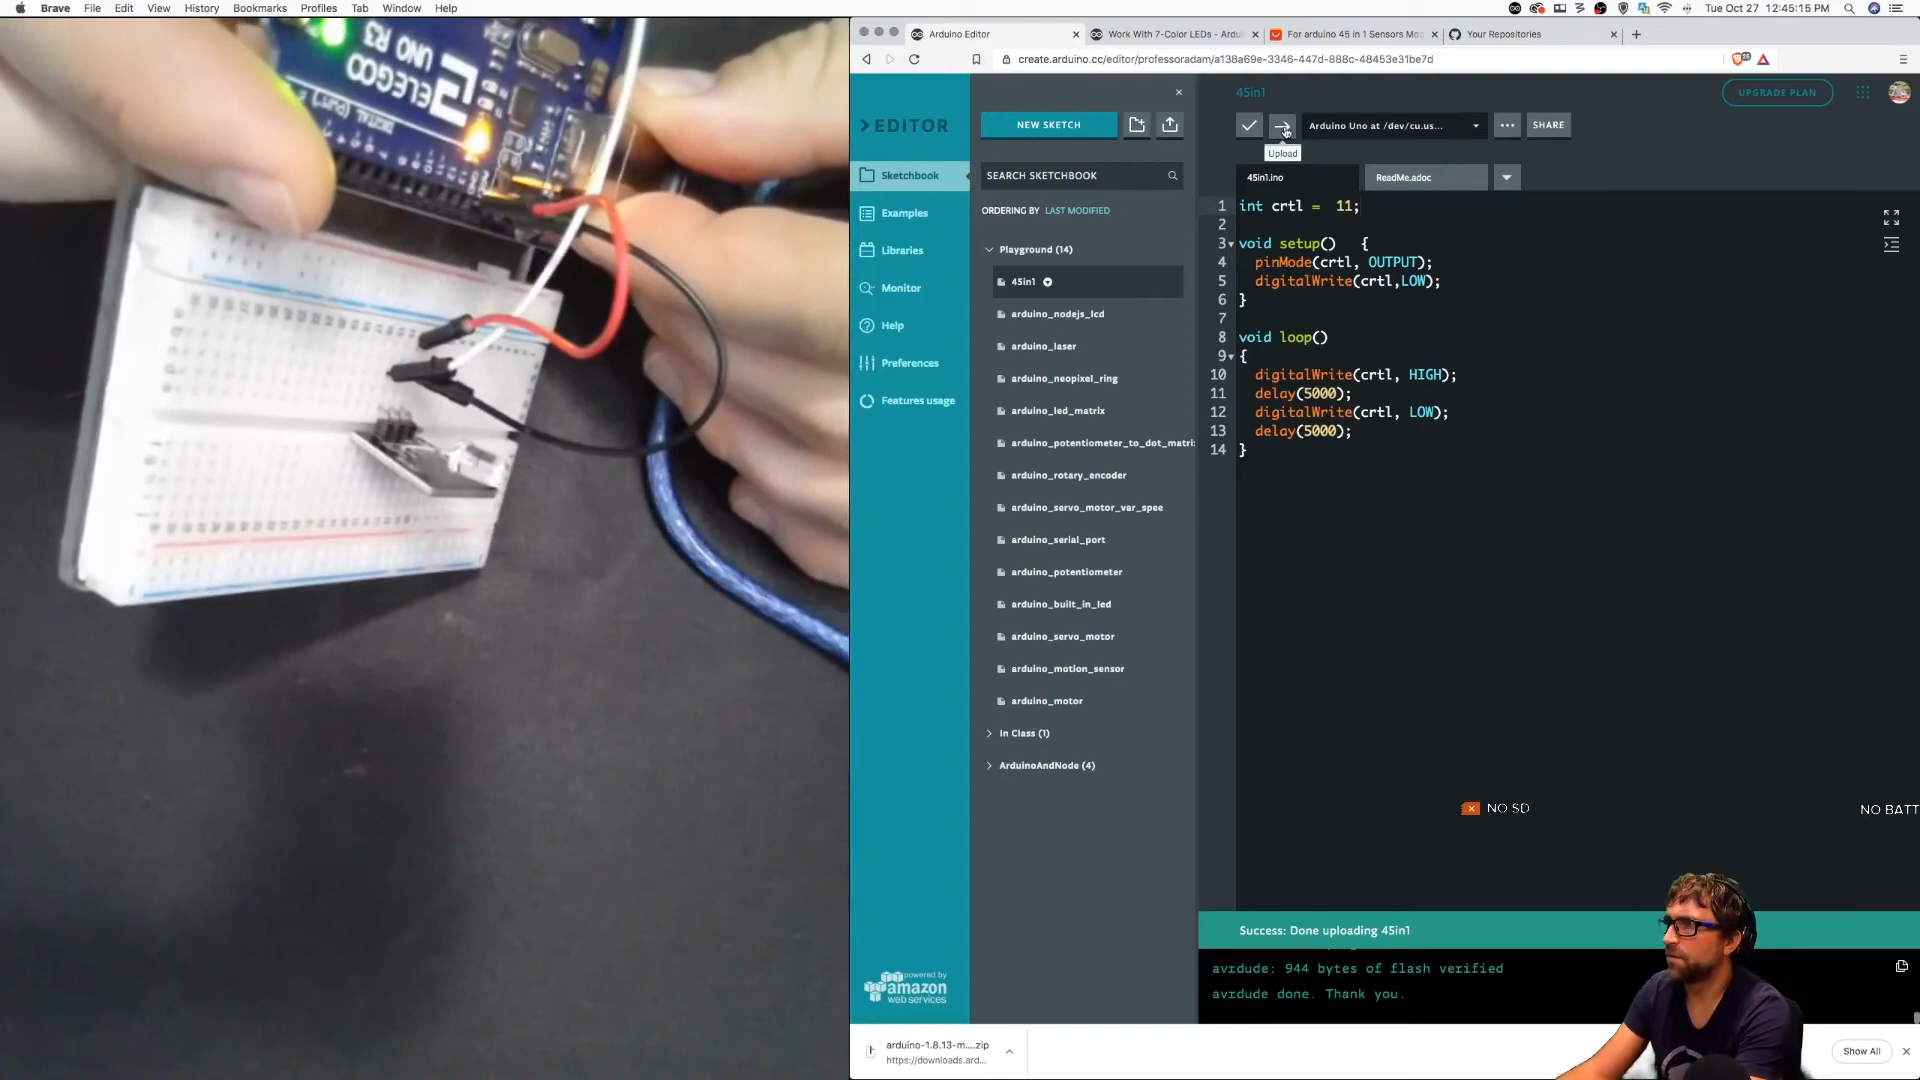 Brave File Edit View History Bookmarks Profiles Tab Window Help
Tue Oct 27 12:45:15 PM
ELEGOO
UNO R3
Arduino Editor
Work With 7-Color LEDs - Ardu
For arduino 45 in 1 Sensors Mo
Your Repositories
create.arduino.cc/editor/professoradam/a138a69e-3346-447d-888c-48453e31be7d
EDITOR
Sketchbook
Examples
Libraries
Monitor
Help
Preferences
Features usage
powered by
amazon
web services
NEW SKETCH
SEARCH SKETCHBOOK
ORDERING BY LAST MODIFIED
Playground (14)
45in1
arduino_nodejs_lcd
arduino_laser
arduino_neopixel_ring
arduino_led_matrix
arduino_potentiometer_to_dot_matri
arduino_rotary_encoder
arduino_servo_motor_var_spee
arduino_serial_port
arduino_potentiometer
arduino_built_in_led
arduino_servo_motor
arduino_motion_sensor
arduino_motor
In Class (1)
ArduinoAndNode (4)
45in1
UPGRADE PLAN
Arduino Uno at /dev/cu.us...
SHARE
Upload
45in1.ino
ReadMe.adoc
1 int crtl =  11;
2
3 void setup()   {
4 pinMode(crtl, OUTPUT);
5 digitalWrite(crtl,LOW);
6 }
7
8 void loop()
9 {
10 digitalWrite(crtl, HIGH);
11 delay(5000);
12 digitalWrite(crtl, LOW);
13 delay(5000);
14 }
NO SD
NO BATT
Success: Done uploading 45in1
avrdude: 944 bytes of flash verified
avrdude done. Thank you.
arduino-1.8.13-m....zip
https://downloads.ard...
Show All